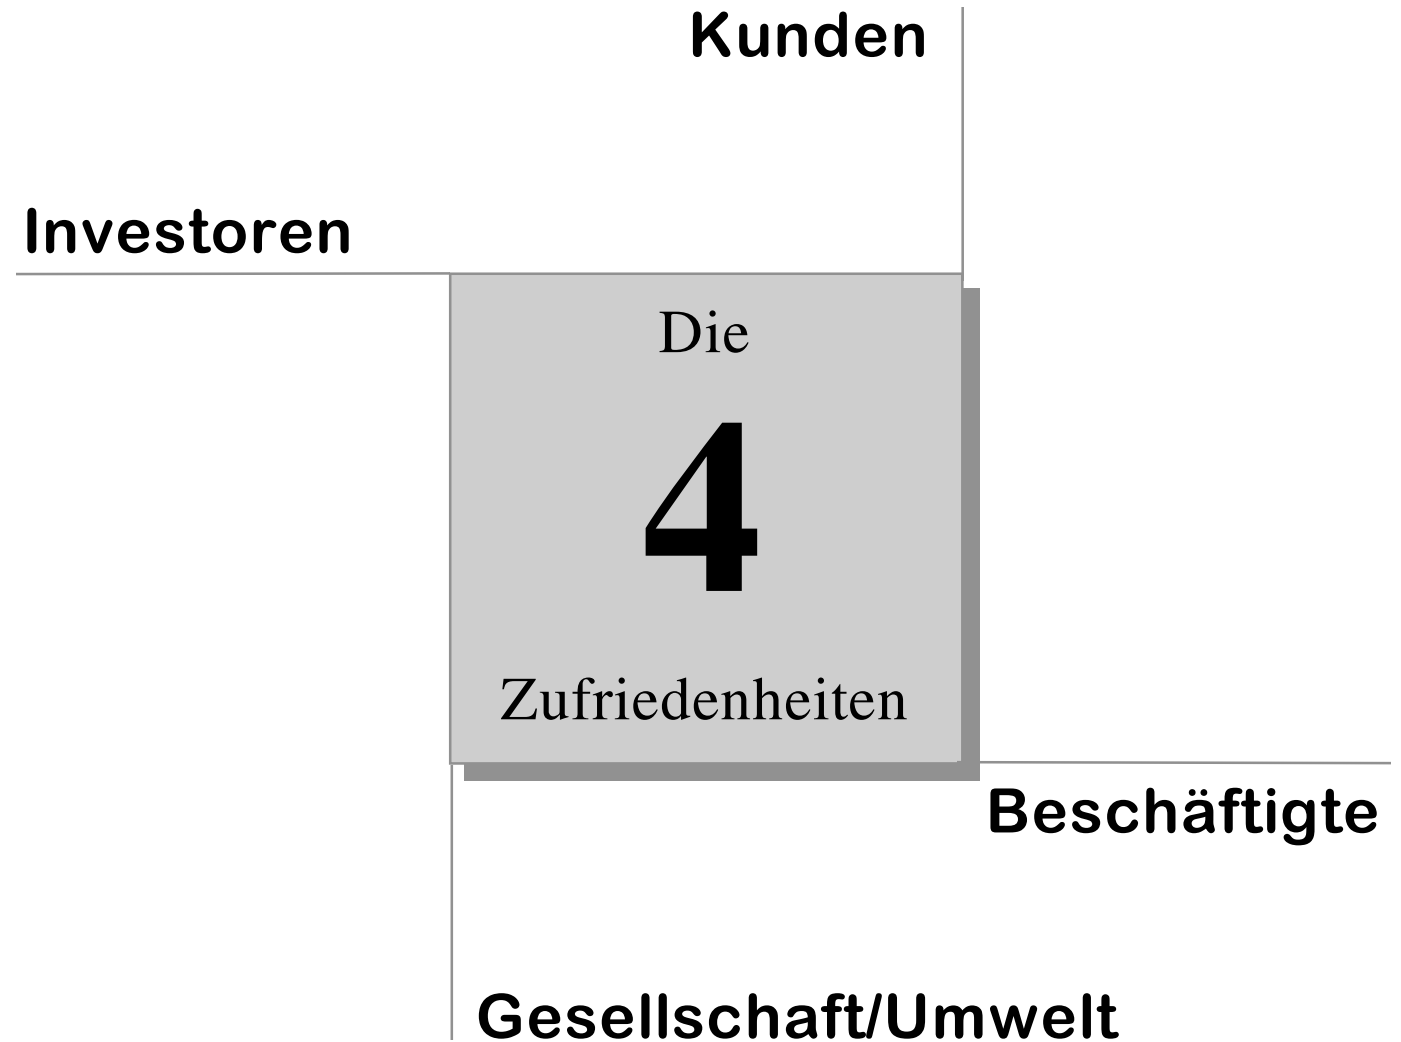 Kunden
Investoren
Die
4
Zufriedenheiten
Beschäftigte
Gesellschaft/Umwelt